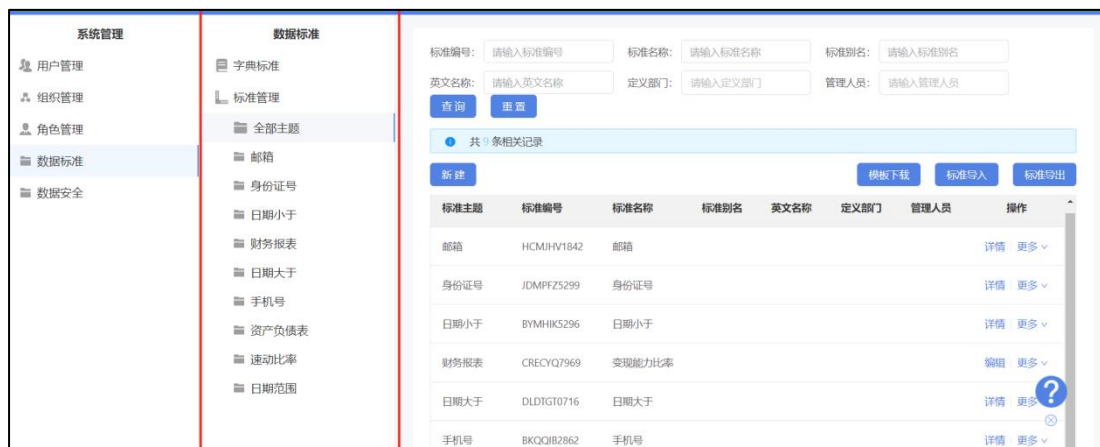 系统管理
用户管理
组织管理
角色管理
数据标准
数据安全
数据标准
字典标准
标准管理
全部主题
邮箱
身份证号
日期小于
财务报表
日期大于
手机号
资产负债表
速动比率
日期范围
标准编号： 请输入标准编号 标准名称： 请输入标准名称 标准别名： 请输入标准别名
英文名称： 请输入英文名称 定义部门： 请输入定义部门 管理人员： 请输入管理人员
查询 重置
共 9 条相关记录
新建 模板下载 标准导入 标准导出
标准主题 标准编号 标准名称 标准别名 英文名称 定义部门 管理人员 操作
邮箱 HCMJHV1842 邮箱 详情 更多
身份证号 JDMPFZ5299 身份证号 详情 更多
日期小于 BYMHIK5296 日期小于 详情 更多
财务报表 CRECYQ7969 变现能力比率 编辑 更多
日期大于 DLDTGT0716 日期大于 详情 更多
手机号 BKQQIB2862 手机号 详情 更多